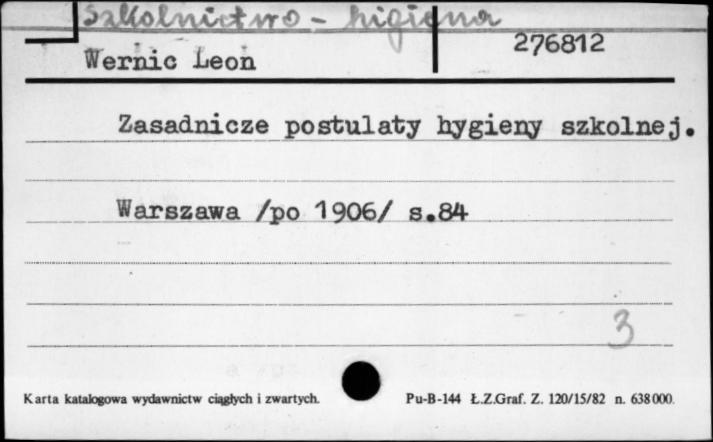 Szkolnictwo - higiena
276812
Wernic Leon
Zasadnicze postulaty hygieny szkolnej.
Warszawa /po 1906/ s.84
3
Karta katalogowa wydawnictw ciągłych i zwartych. Pu-B-144 Ł.Z.Graf. Z. 120/15/82 n. 638000.